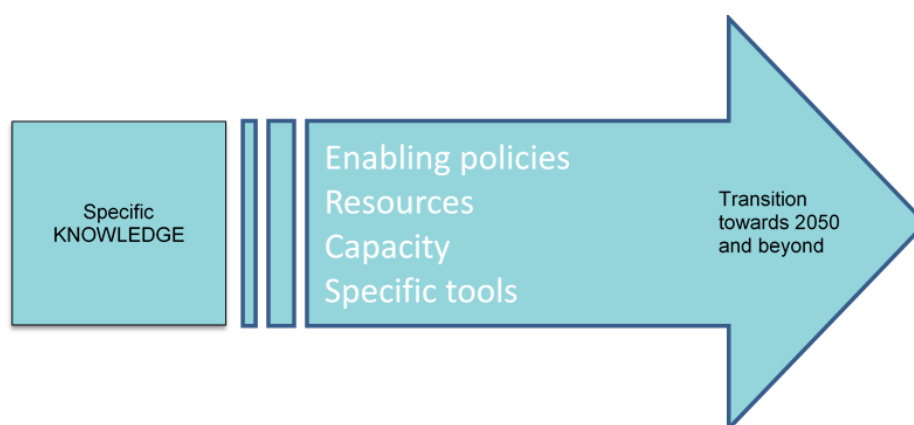 Specific
KNOWLEDGE
Enabling policies
Resources
Capacity
Specific tools
Transition
towards 2050
and beyond